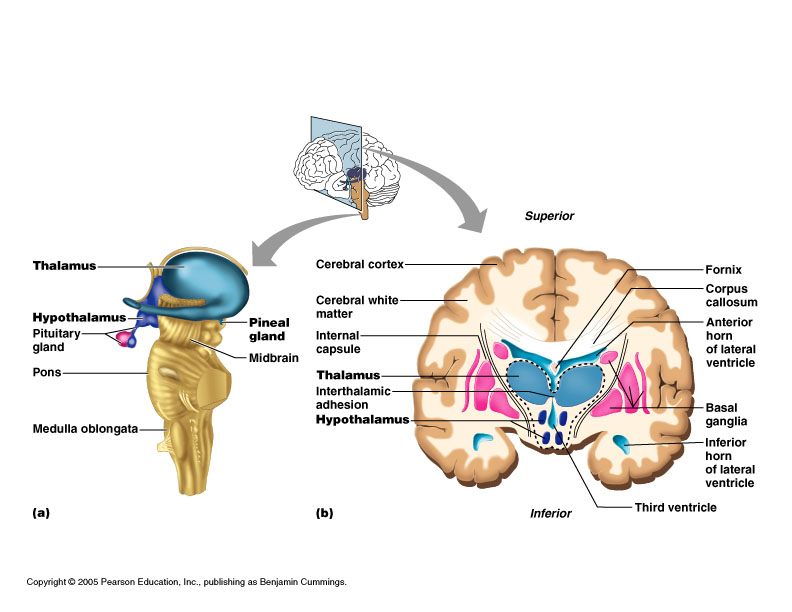 Superior
Thalamus
Hypothalamus
Pituitary
gland
Pons
Medulla oblongata
Pineal
gland
Midbrain
(a)
Cerebral cortex
Cerebral white
matter
Internal
capsule
Thalamus
Interthalamic
adhesion
Hypothalamus
(b)
Fornix
Corpus
callosum
Anterior
horn
of lateral
ventricle
Basal
ganglia
Inferior
horn
of lateral
ventricle
Third ventricle
Inferior
Copyright © 2005 Pearson Education, Inc., publishing as Benjamin Cummings.